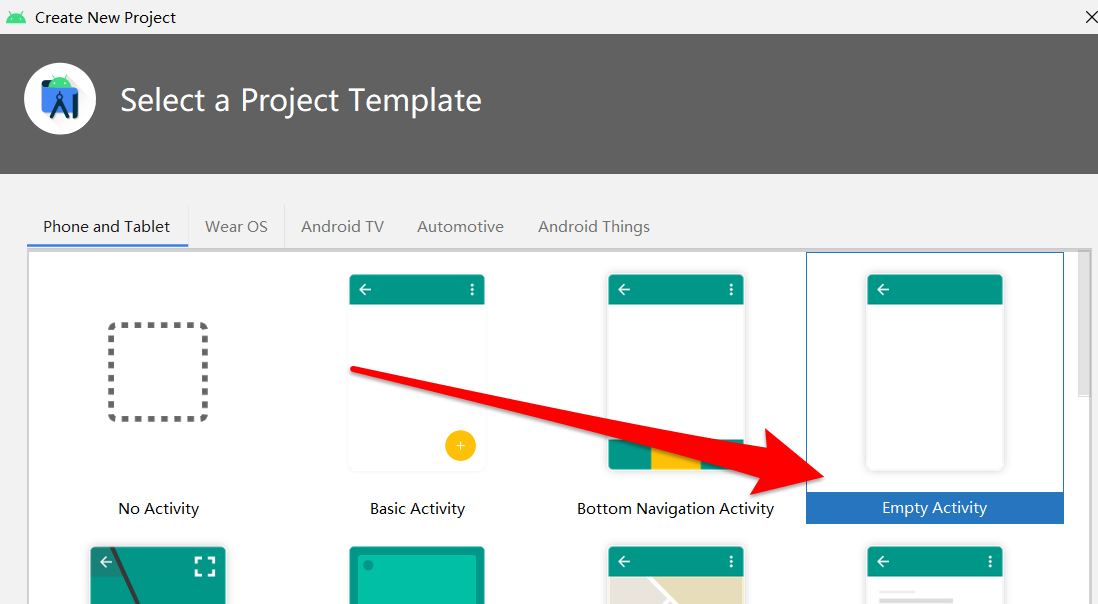 Create New Project
Select a Project Template
Phone and Tablet
Wear OS
Android TV
Automotive
Android Things
No Activity
Basic Activity
Bottom Navigation Activity
Empty Activity